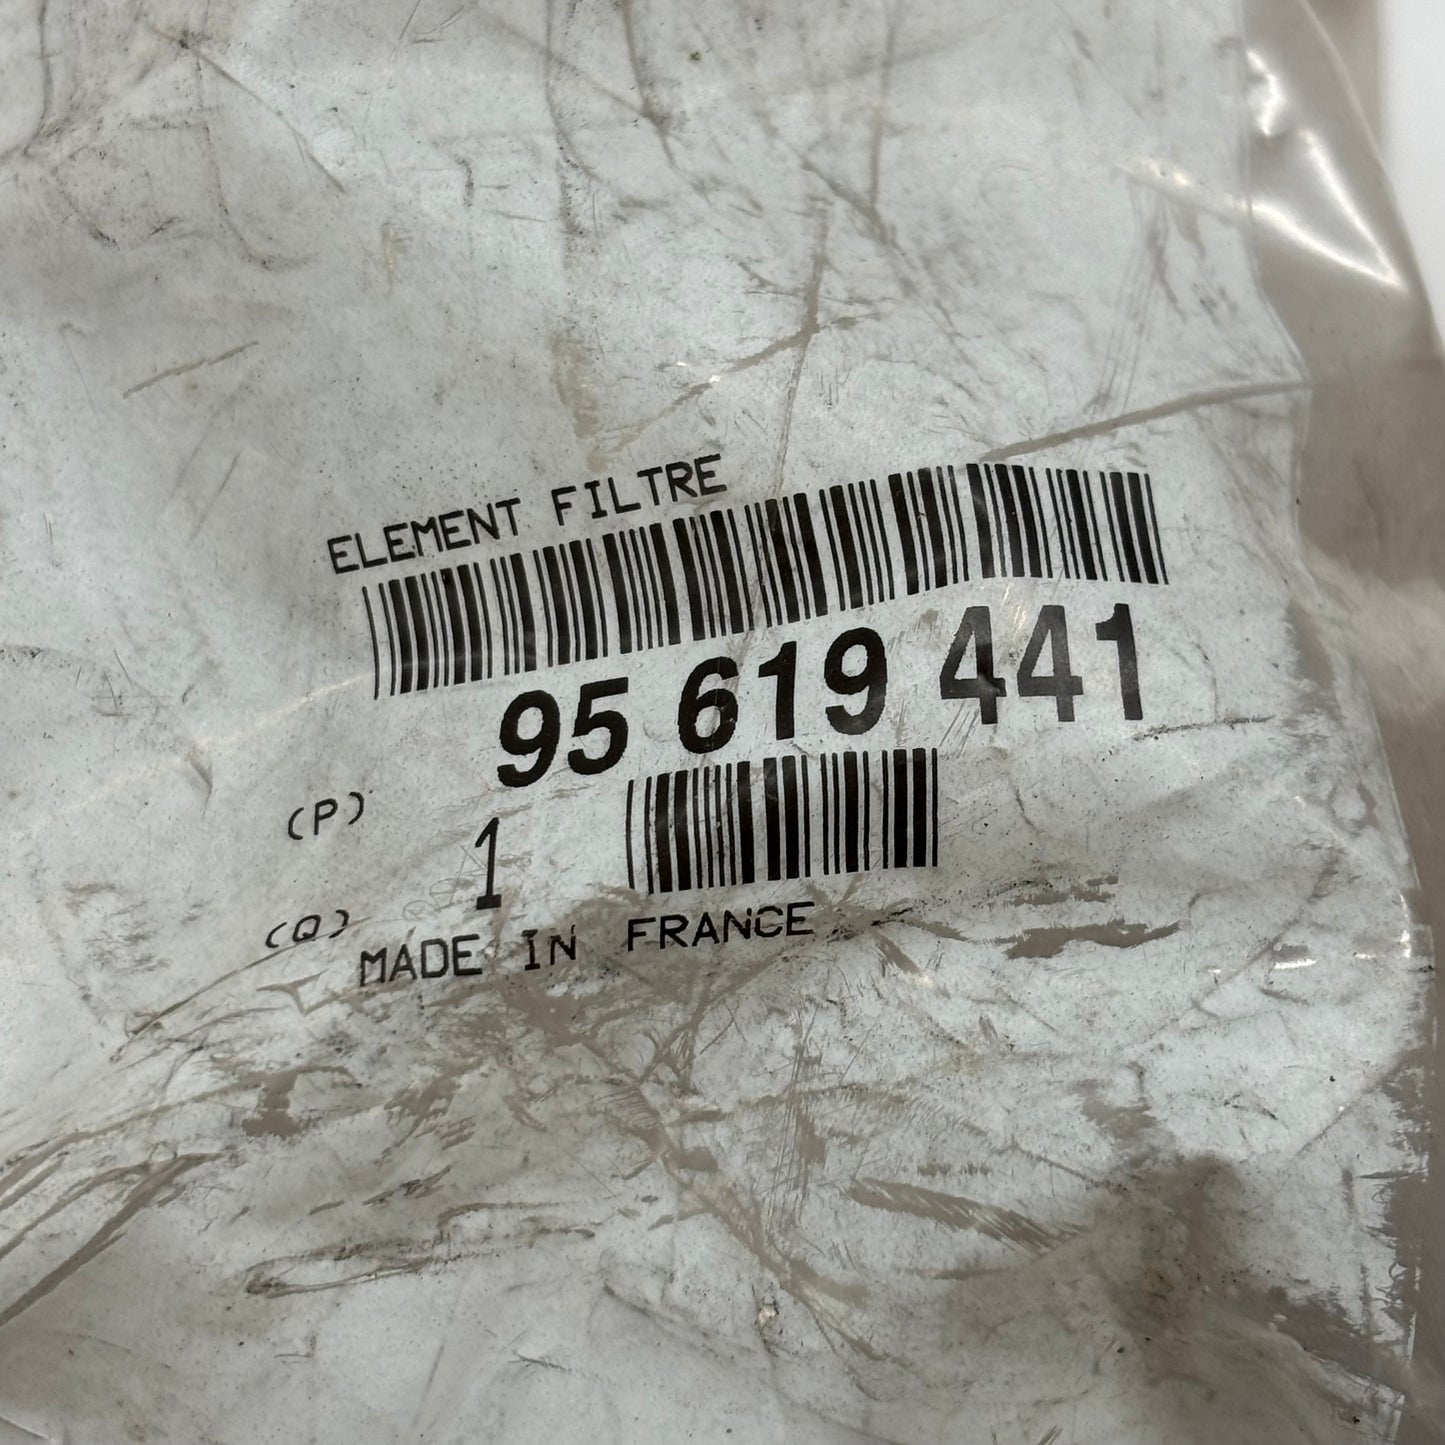 ELEMENT FILTRE
95 619 441
(P)
1
(Q)
MADE IN FRANCE